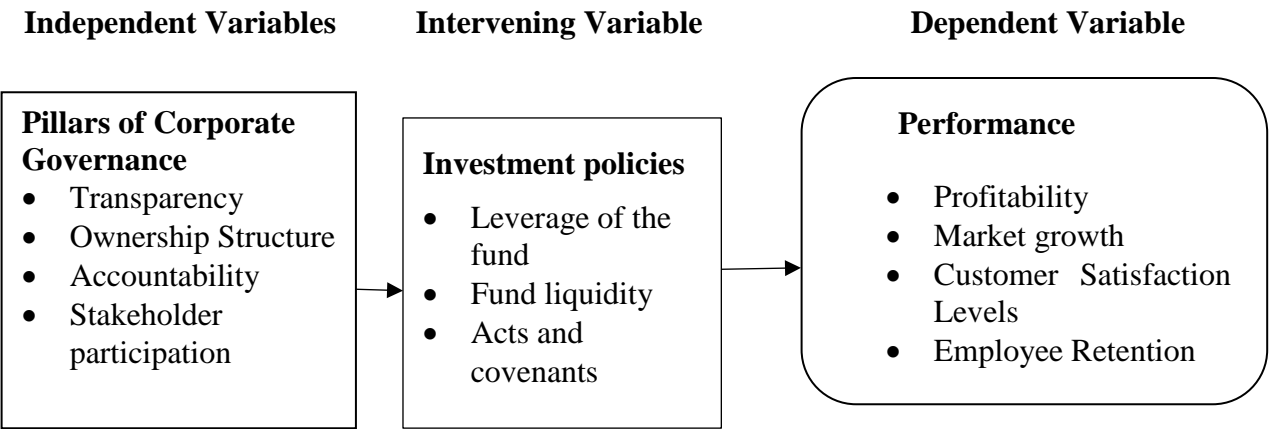 Independent Variables
Intervening Variable
Dependent Variable
Pillars of Corporate
Governance
• Transparency
• Ownership Structure
• Accountability
• Stakeholder
participation
Investment policies
• Leverage of the
fund
• Fund liquidity
• Acts and
covenants
Performance
• Profitability
• Market growth
• Customer Satisfaction
Levels
• Employee Retention